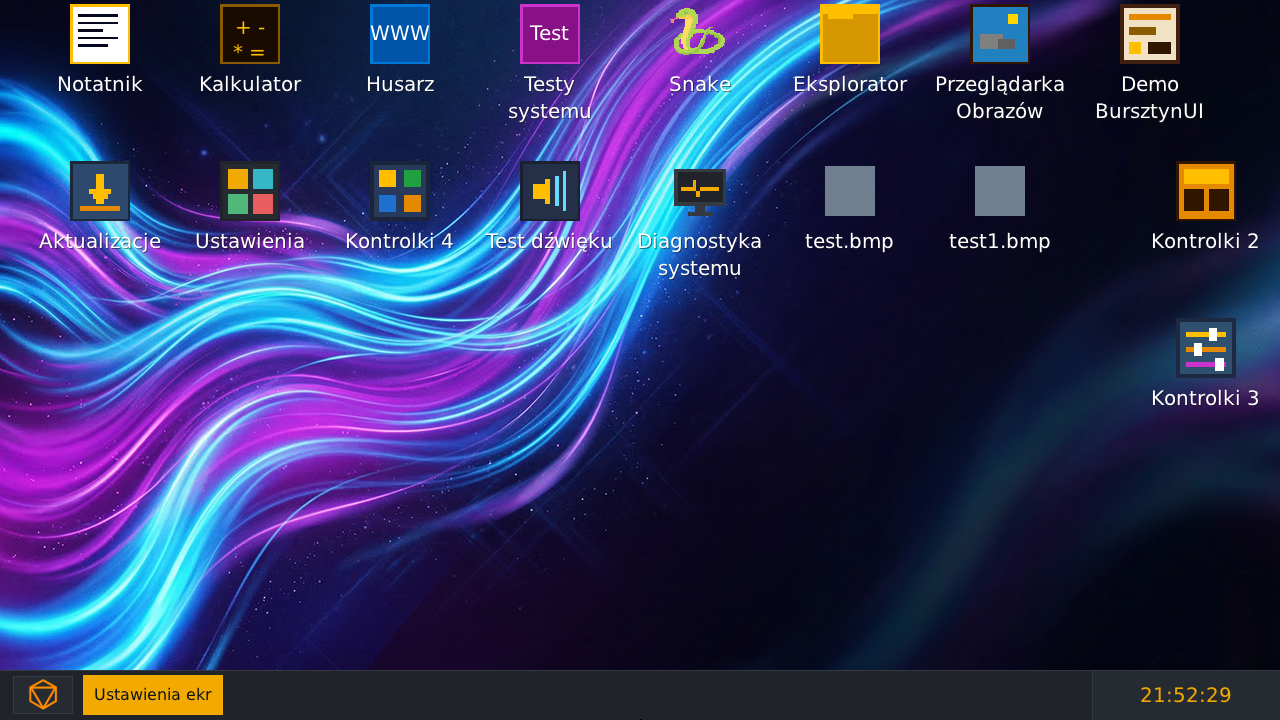 + -
* =
WWW
Test
Notatnik
Kalkulator
Husarz
Testy
systemu
Snake
Eksplorator
Przeglądarka
Obrazów
Demo
BursztynUI
Aktualizacje
Ustawienia
Kontrolki 4
Test dźwięku
Diagnostyka
systemu
test.bmp
test1.bmp
Kontrolki 2
Kontrolki 3
Ustawienia ekr
21:52:29